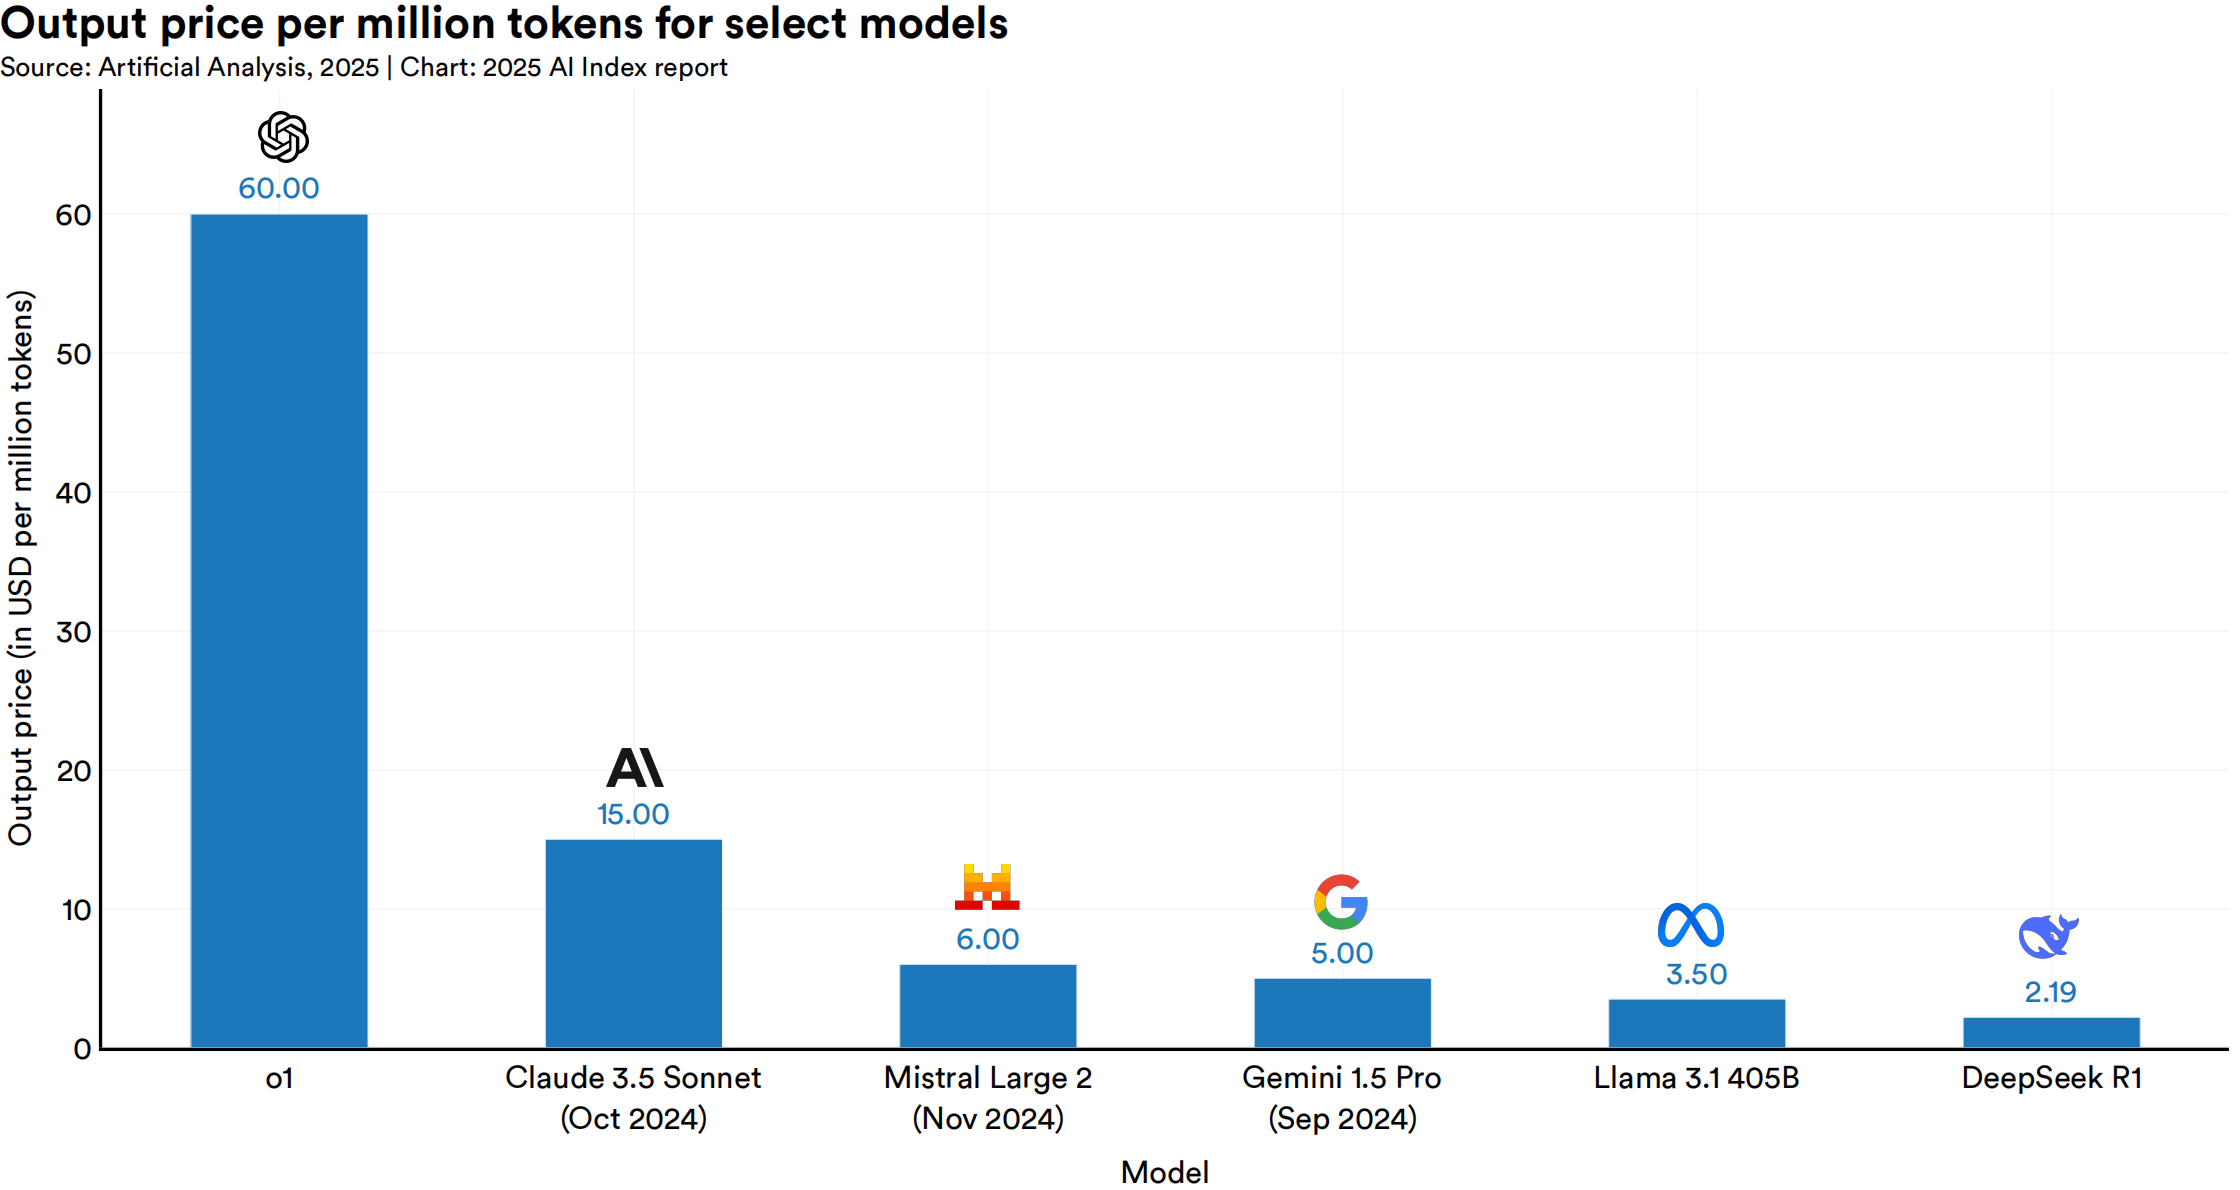 Output price per million tokens for select models
Source: Artificial Analysis, 2025 | Chart: 2025 AI Index report
Output price (in USD per million tokens)
60
50
40
30
20
10
0
60.00
15.00
6.00
5.00
3.50
2.19
o1
Claude 3.5 Sonnet
(Oct 2024)
Mistral Large 2
(Nov 2024)
Gemini 1.5 Pro
(Sep 2024)
Llama 3.1 405B
DeepSeek R1
Model